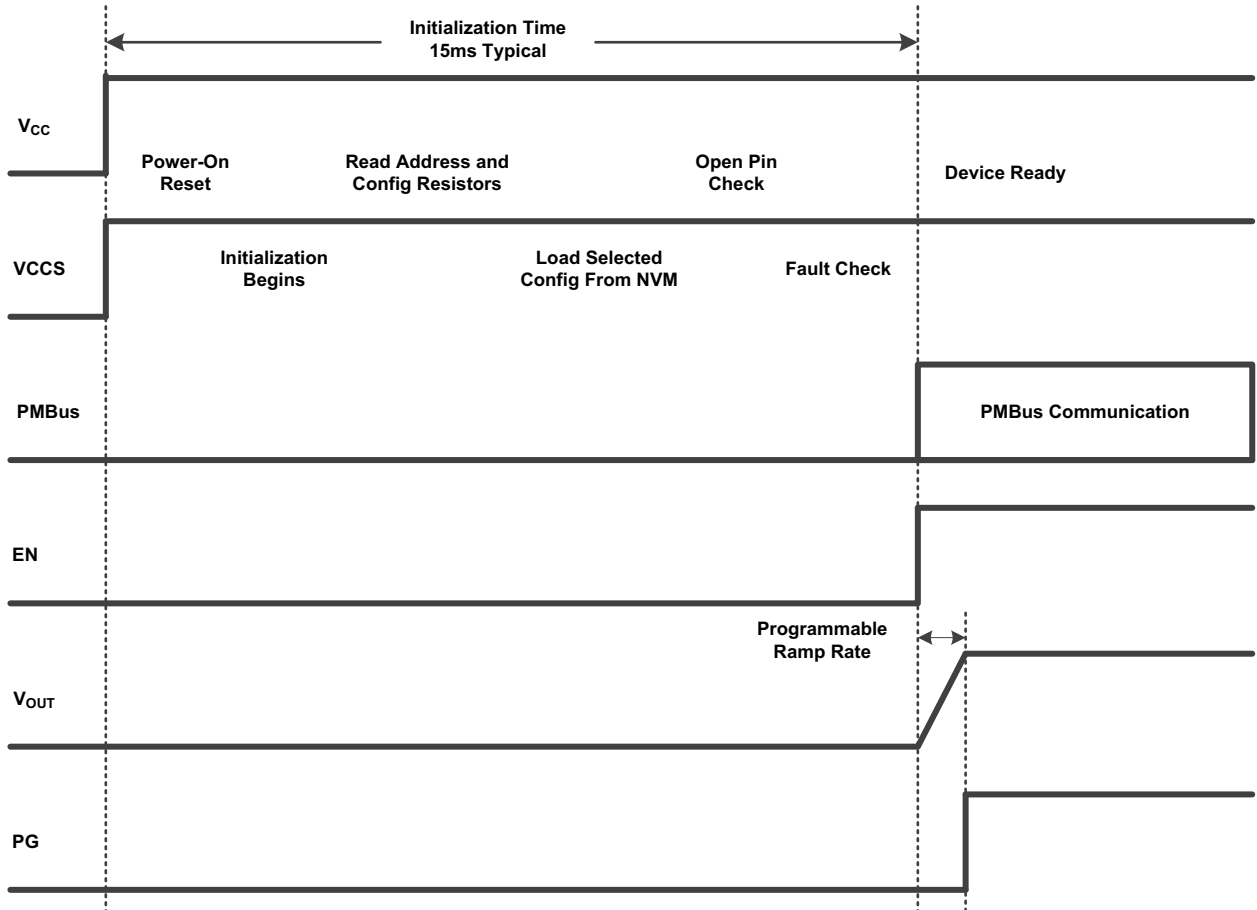 Initialization Time
15ms Typical
VCC
Power-On
Reset
Read Address and
Config Resistors
Open Pin
Check
Device Ready
VCCS
Initialization
Begins
Load Selected
Config From NVM
Fault Check
PMBus
PMBus Communication
EN
Programmable
Ramp Rate
VOUT
PG